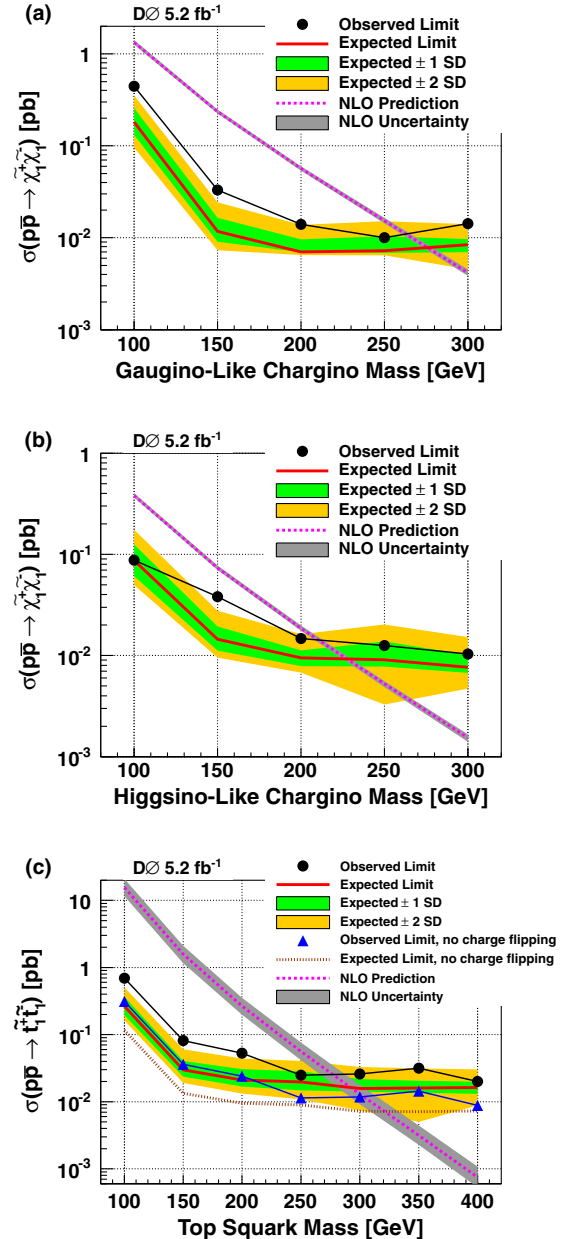 (a)
DØ 5.2 fb⁻¹
Observed Limit
Expected Limit
Expected ± 1 SD
Expected ± 2 SD
NLO Prediction
NLO Uncertainty
σ(pp̅ → χ̃₁⁺χ̃₁⁻) [pb]
1
10⁻¹
10⁻²
10⁻³
100 150 200 250 300
Gaugino-Like Chargino Mass [GeV]
(b)
DØ 5.2 fb⁻¹
Observed Limit
Expected Limit
Expected ± 1 SD
Expected ± 2 SD
NLO Prediction
NLO Uncertainty
σ(pp̅ → χ̃₁⁺χ̃₁⁻) [pb]
1
10⁻¹
10⁻²
10⁻³
100 150 200 250 300
Higgsino-Like Chargino Mass [GeV]
(c)
DØ 5.2 fb⁻¹
Observed Limit
Expected Limit
Expected ± 1 SD
Expected ± 2 SD
Observed Limit, no charge flipping
Expected Limit, no charge flipping
NLO Prediction
NLO Uncertainty
σ(pp̅ → t̃₁⁺t̃₁⁻) [pb]
10
1
10⁻¹
10⁻²
10⁻³
100 150 200 250 300 350 400
Top Squark Mass [GeV]